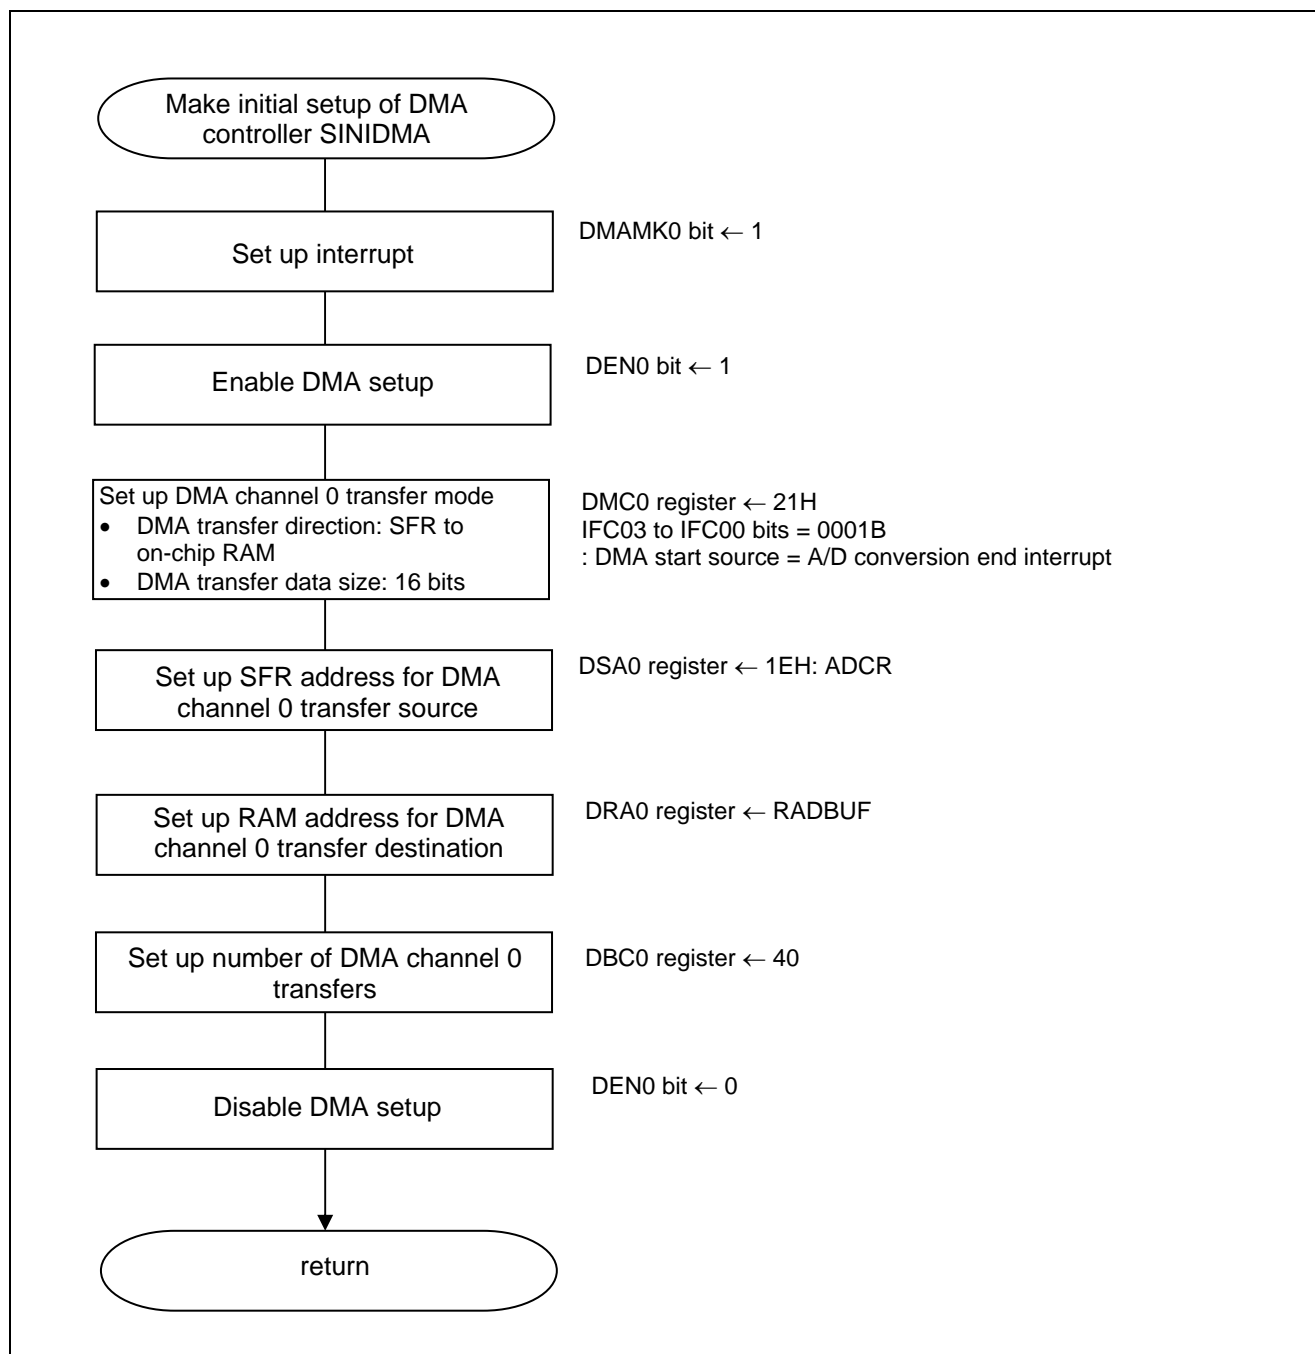 Make initial setup of DMA
controller SINIDMA
Set up interrupt
DMAMK0 bit ← 1
Enable DMA setup
DEN0 bit ← 1
Set up DMA channel 0 transfer mode
• DMA transfer direction: SFR to
on-chip RAM
• DMA transfer data size: 16 bits
DMC0 register ← 21H
IFC03 to IFC00 bits = 0001B
: DMA start source = A/D conversion end interrupt
Set up SFR address for DMA
channel 0 transfer source
DSA0 register ← 1EH: ADCR
Set up RAM address for DMA
channel 0 transfer destination
DRA0 register ← RADBUF
Set up number of DMA channel 0
transfers
DBC0 register ← 40
Disable DMA setup
DEN0 bit ← 0
return